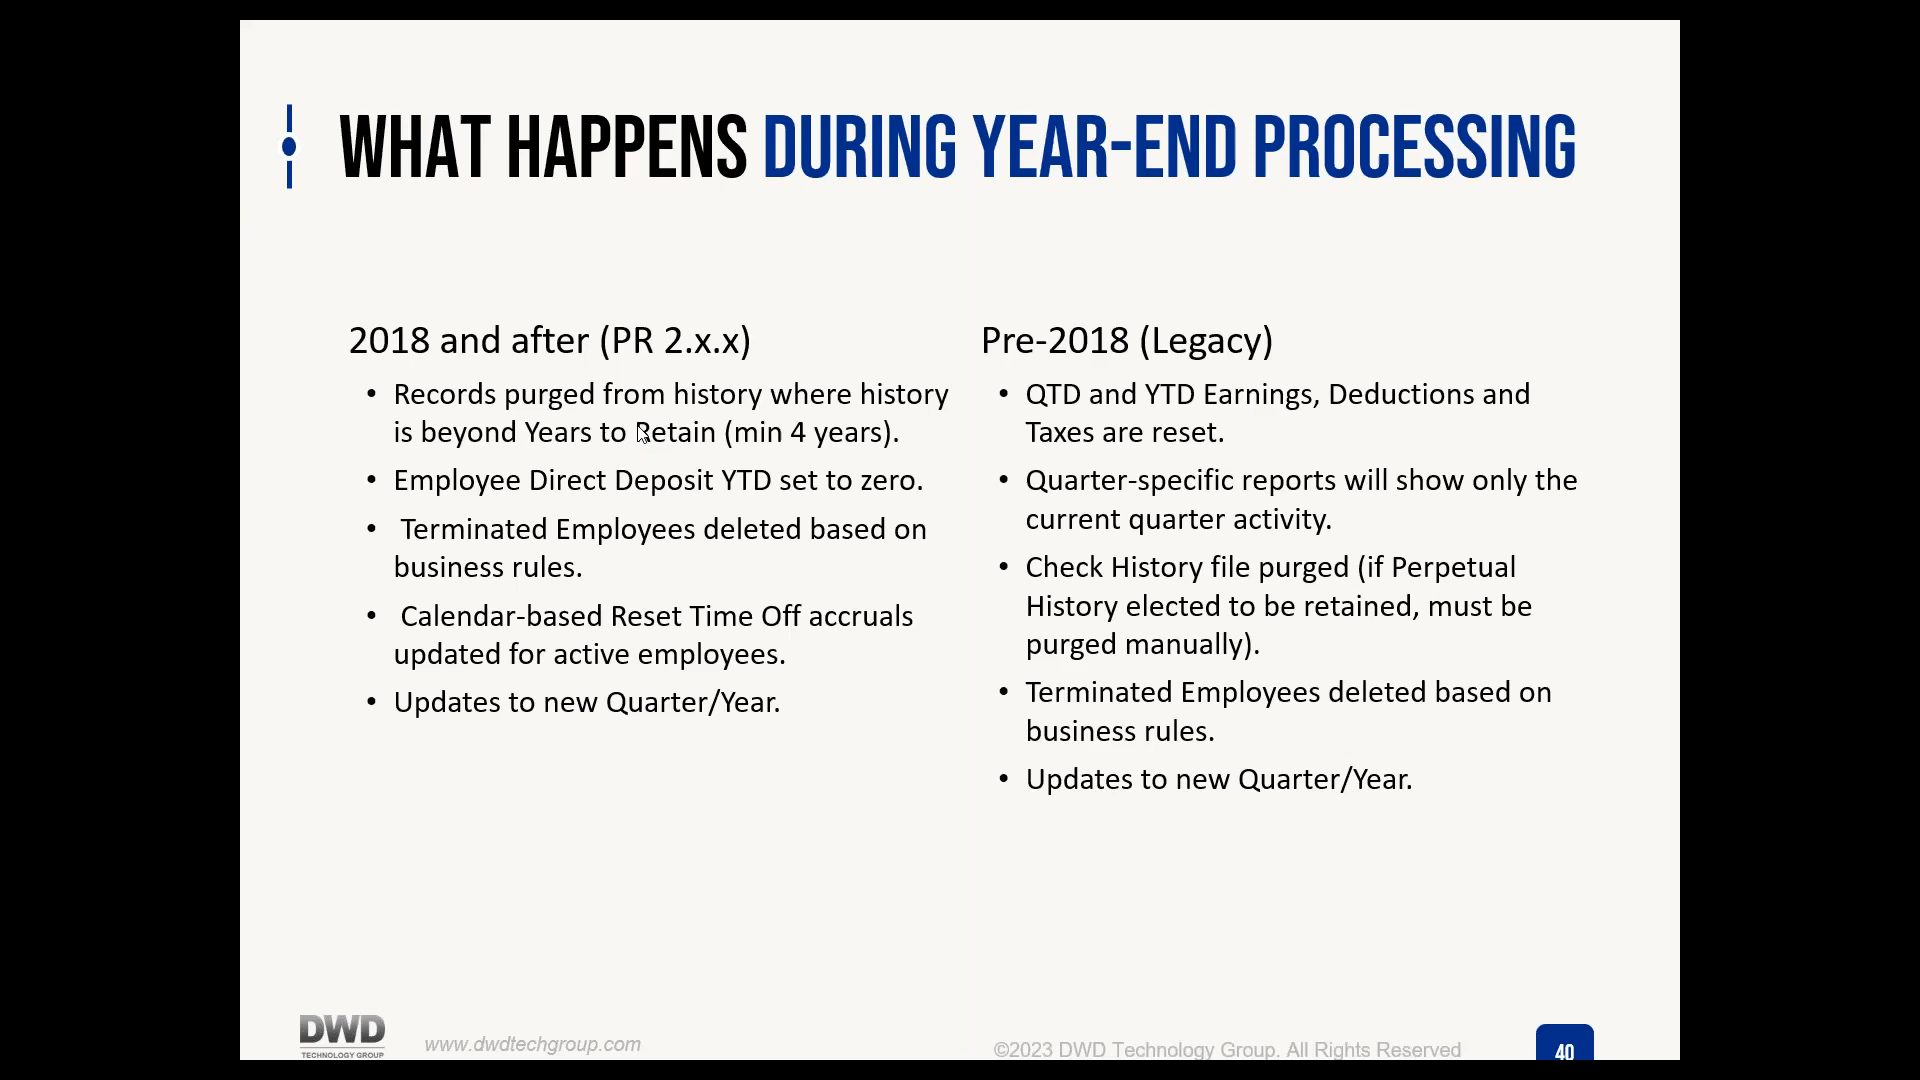 WHAT HAPPENS DURING YEAR-END PROCESSING
2018 and after (PR 2.x.x)
• Records purged from history where history
is beyond Years to Retain (min 4 years).
• Employee Direct Deposit YTD set to zero.
• Terminated Employees deleted based on
business rules.
• Calendar-based Reset Time Off accruals
updated for active employees.
• Updates to new Quarter/Year.
Pre-2018 (Legacy)
• QTD and YTD Earnings, Deductions and
Taxes are reset.
• Quarter-specific reports will show only the
current quarter activity.
• Check History file purged (if Perpetual
History elected to be retained, must be
purged manually).
• Terminated Employees deleted based on
business rules.
• Updates to new Quarter/Year.
DWD
TECHNOLOGY GROUP
www.dwdtechgroup.com
©2023 DWD Technology Group. All Rights Reserved
40